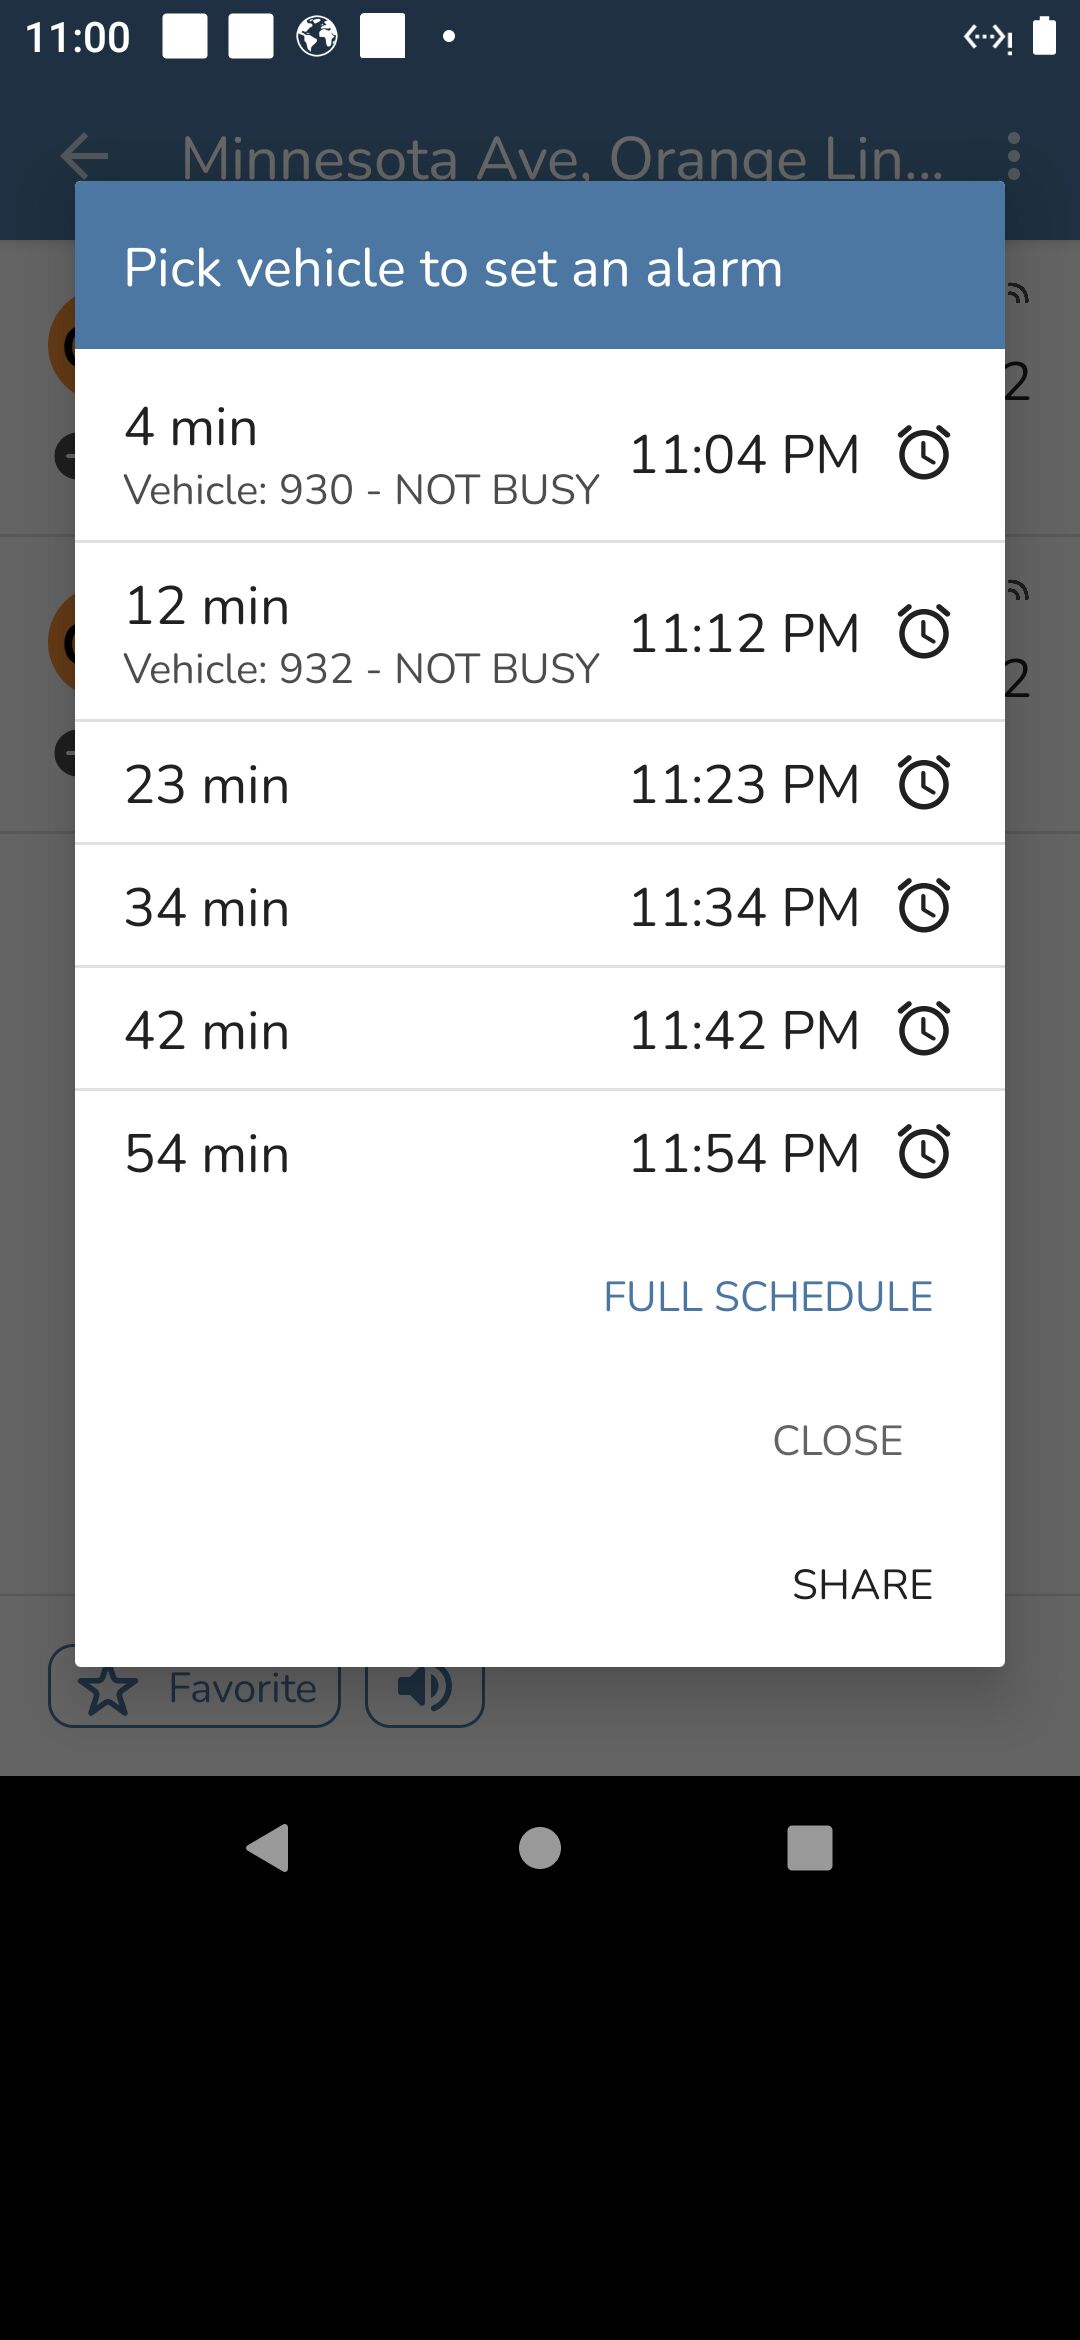 11:00
Minnesota Ave, Orange Lin...
Pick vehicle to set an alarm
4 min
Vehicle: 930 - NOT BUSY
11:04 PM
12 min
Vehicle: 932 - NOT BUSY
11:12 PM
23 min
11:23 PM
34 min
11:34 PM
42 min
11:42 PM
54 min
11:54 PM
2
2
FULL SCHEDULE
CLOSE
SHARE
Favorite